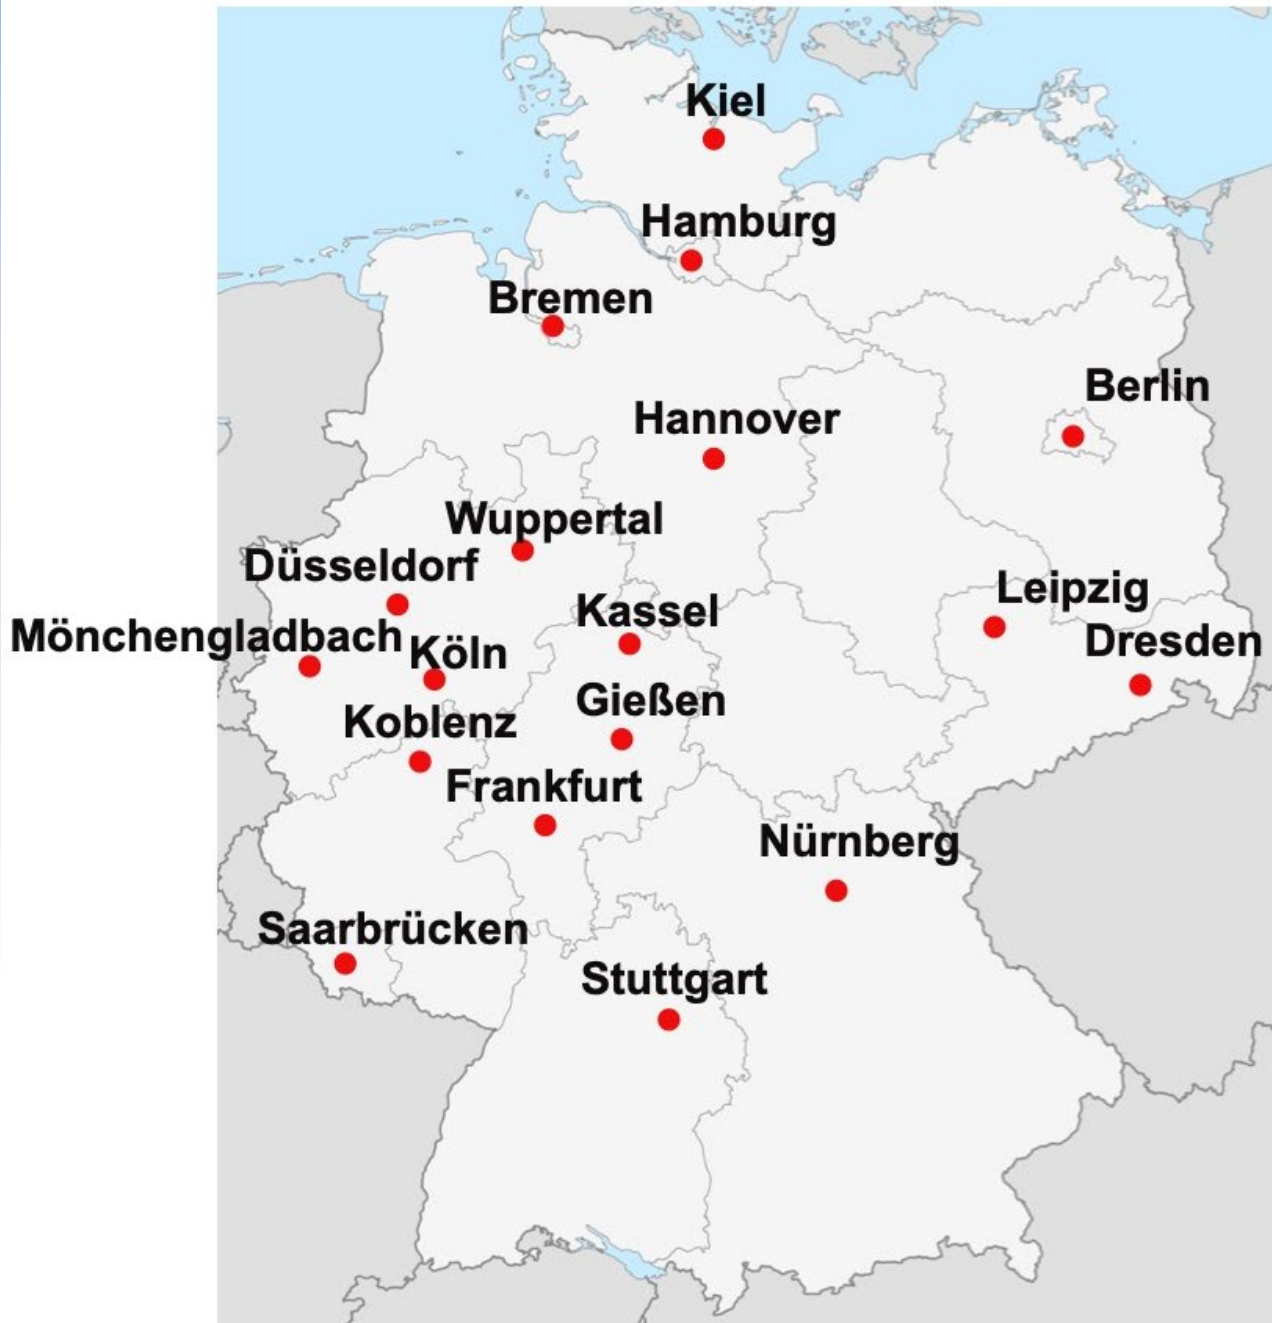 Kiel
Hamburg
Bremen
Berlin
Hannover
Wuppertal
Düsseldorf
Leipzig
Kassel
Mönchengladbach
Dresden
Köln
Gießen
Koblenz
Frankfurt
Nürnberg
Saarbrücken
Stuttgart